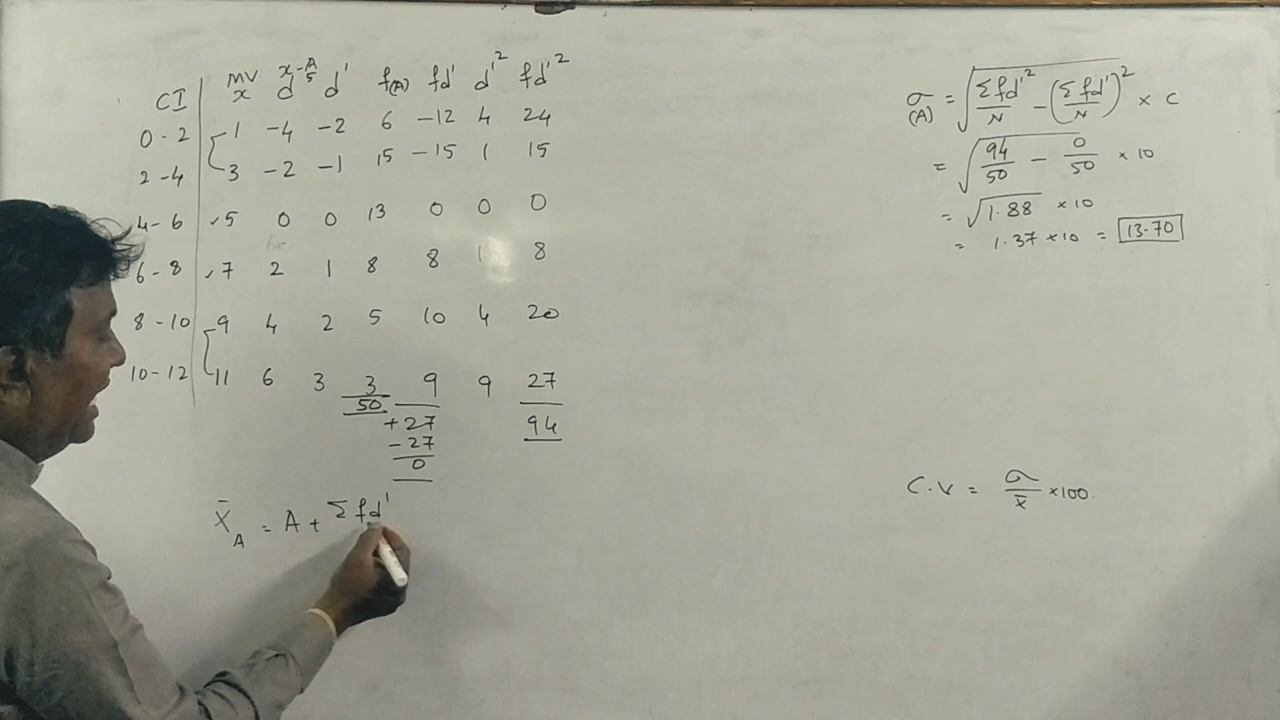 CI MV x x-A d 5 d' f(A) fd' d'² fd'²
0-2 1 -4 -2 6 -12 4 24
2-4 3 -2 -1 15 -15 1 15
4-6 5 0 0 13 0 0 0
6-8 7 2 1 8 8 1 8
8-10 9 4 2 5 10 4 20
10-12 11 6 3 3 9 9 27
50 +27 94
-27
0
X̄A = A + Σfd'
σ(A) = √(Σfd'²/N - (Σfd'/N)²) × C
= √(94/50 - 0/50) × 10
= √1.88 × 10
= 1.37 × 10 = 13.70
C.V = σ/x̄ × 100.